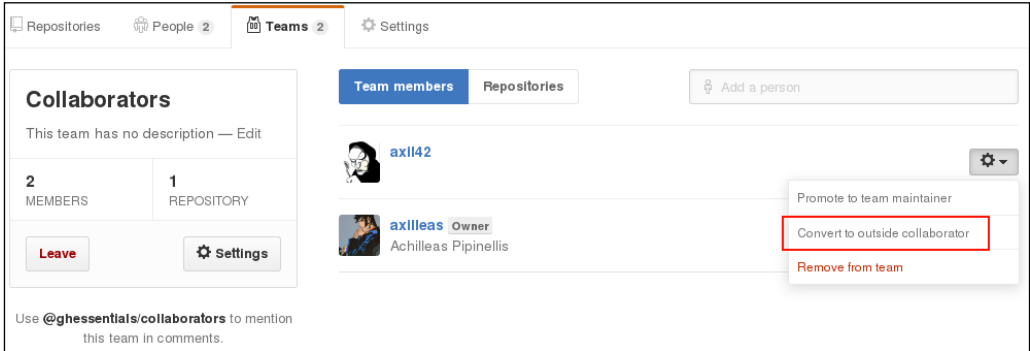 Repositories People 2 Teams 2 Settings
Collaborators
This team has no description — Edit
2 1
MEMBERS REPOSITORY
Leave Settings
Use @ghessentials/collaborators to mention
this team in comments.
Team members Repositories Add a person
axil42
axilleas Owner
Achilleas Pipinellis
Promote to team maintainer
Convert to outside collaborator
Remove from team